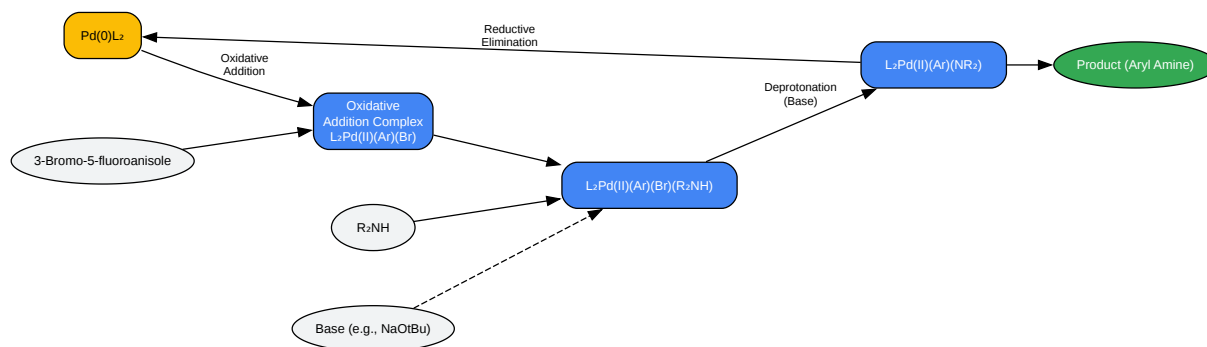 Pd(0)L₂
Reductive
Elimination
Oxidative
Addition
L₂Pd(II)(Ar)(NR₂)
Product (Aryl Amine)
Oxidative
Addition Complex
L₂Pd(II)(Ar)(Br)
Deprotonation
(Base)
3-Bromo-5-fluoroanisole
L₂Pd(II)(Ar)(Br)(R₂NH)
R₂NH
Base (e.g., NaOtBu)